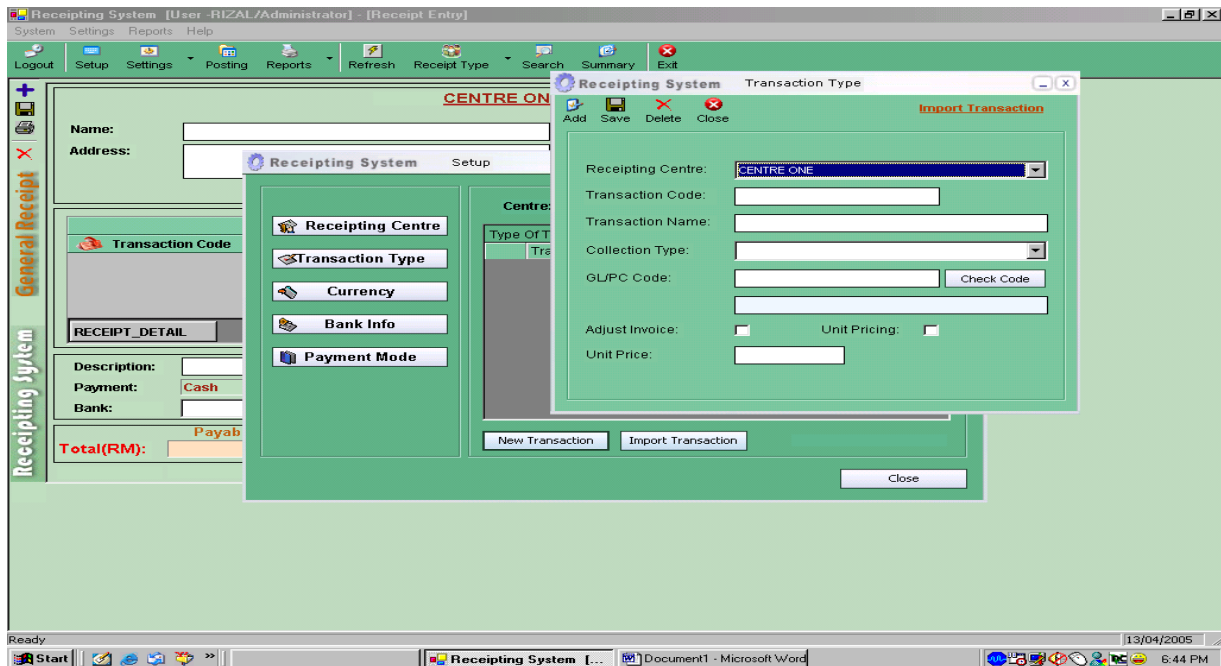 Receipting System [User -RIZAL/Administrator] - [Receipt Entry]
System Settings Reports Help
Logout Setup Settings Posting Reports Refresh Receipt Type Search Summary Exit
CENTRE ON
Name:
Address:
General Receipt
Receipting System
Transaction Code
RECEIPT_DETAIL
Description:
Payment: Cash
Bank:
Payab
Total(RM):
Receipting System Setup
Receipting Centre
Transaction Type
Currency
Bank Info
Payment Mode
Centre:
Type Of T
Tra
New Transaction Import Transaction
Close
Receipting System Transaction Type
Add Save Delete Close
Import Transaction
Receipting Centre: CENTRE ONE
Transaction Code:
Transaction Name:
Collection Type:
GL/PC Code: Check Code
Adjust Invoice: Unit Pricing:
Unit Price:
Ready 13/04/2005
Start Receipting System [... Document1 - Microsoft Word 6:44 PM